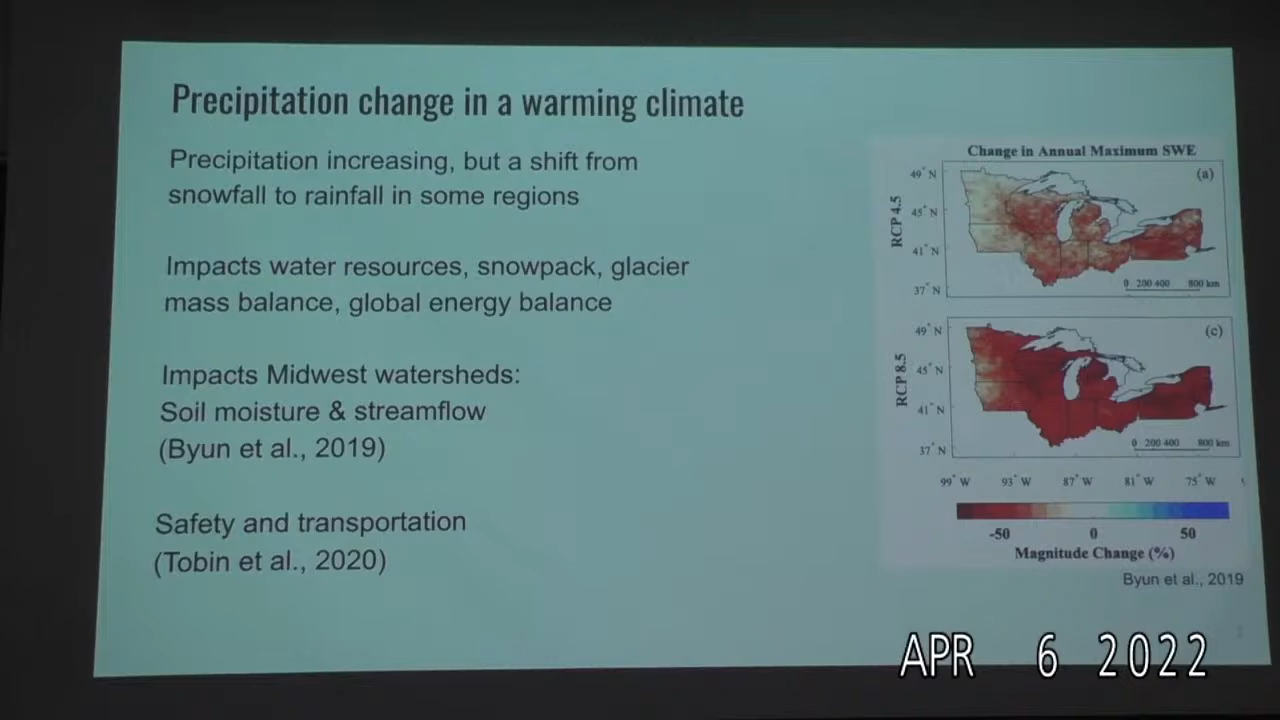 Precipitation change in a warming climate
Precipitation increasing, but a shift from
snowfall to rainfall in some regions
Impacts water resources, snowpack, glacier
mass balance, global energy balance
Impacts Midwest watersheds:
Soil moisture & streamflow
(Byun et al., 2019)
Safety and transportation
(Tobin et al., 2020)
Change in Annual Maximum SWE
(a)
RCP 4.5
49° N
45° N
41° N
37° N
0 200 400 800 km
(c)
RCP 8.5
49° N
45° N
41° N
37° N
0 200 400 800 km
99° W 93° W 87° W 81° W 75° W
-50 0 50
Magnitude Change (%)
Byun et al., 2019
APR 6 2022